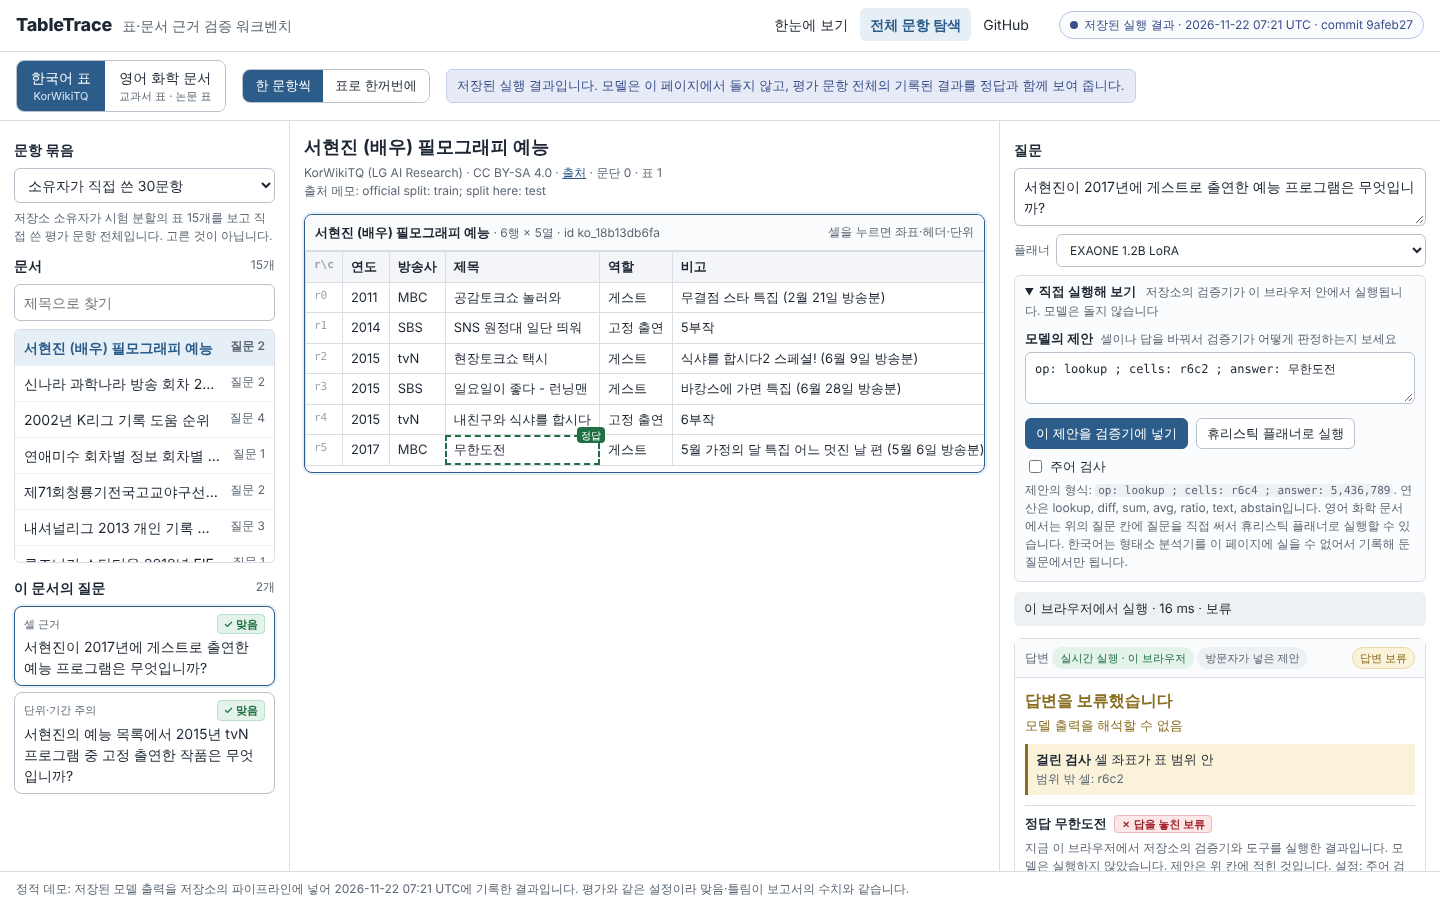 TableTrace 표·문서 근거 검증 워크벤치
한눈에 보기
전체 문항 탐색
GitHub
저장된 실행 결과 · 2026-11-22 07:21 UTC · commit 9afeb27
한국어 표
KorWikiTQ
영어 화학 문서
교과서 표 · 논문 표
한 문항씩
표로 한꺼번에
저장된 실행 결과입니다. 모델은 이 페이지에서 돌지 않고, 평가 문항 전체의 기록된 결과를 정답과 함께 보여 줍니다.
문항 묶음
소유자가 직접 쓴 30문항
저장소 소유자가 시험 분할의 표 15개를 보고 직
접 쓴 평가 문항 전체입니다. 고른 것이 아닙니다.
문서 15개
제목으로 찾기
서현진 (배우) 필모그래피 예능 질문 2
신나라 과학나라 방송 회차 2... 질문 2
2002년 K리그 기록 도움 순위 질문 4
연애미수 회차별 정보 회차별 ... 질문 1
제71회청룡기전국고교야구선... 질문 2
내셔널리그 2013 개인 기록 ... 질문 3
이 문서의 질문 2개
셀 근거 ✓ 맞음
서현진이 2017년에 게스트로 출연한
예능 프로그램은 무엇입니까?
단위·기간 주의 ✓ 맞음
서현진의 예능 목록에서 2015년 tvN
프로그램 중 고정 출연한 작품은 무엇
입니까?
서현진 (배우) 필모그래피 예능
KorWikiTQ (LG AI Research) · CC BY-SA 4.0 · 출처 · 문단 0 · 표 1
출처 메모: official split: train; split here: test
서현진 (배우) 필모그래피 예능 · 6행 × 5열 · id ko_18b13db6fa 셀을 누르면 좌표·헤더·단위
r\c 연도 방송사 제목 역할 비고
r0 2011 MBC 공감토크쇼 놀러와 게스트 무결점 스타 특집 (2월 21일 방송분)
r1 2014 SBS SNS 원정대 일단 띄워 고정 출연 5부작
r2 2015 tvN 현장토크쇼 택시 게스트 식샤를 합시다2 스페셜! (6월 9일 방송분)
r3 2015 SBS 일요일이 좋다 - 런닝맨 게스트 바캉스에 가면 특집 (6월 28일 방송분)
r4 2015 tvN 내친구와 식샤를 합시다 고정 출연 6부작
정답
r5 2017 MBC 무한도전 게스트 5월 가정의 달 특집 어느 멋진 날 편 (5월 6일 방송분)
질문
서현진이 2017년에 게스트로 출연한 예능 프로그램은 무엇입니
까?
플래너 EXAONE 1.2B LoRA
▼ 직접 실행해 보기 저장소의 검증기가 이 브라우저 안에서 실행됩니
다. 모델은 돌지 않습니다
모델의 제안 셀이나 답을 바꿔서 검증기가 어떻게 판정하는지 보세요
op: lookup ; cells: r6c2 ; answer: 무한도전
이 제안을 검증기에 넣기
휴리스틱 플래너로 실행
주어 검사
제안의 형식: op: lookup ; cells: r6c4 ; answer: 5,436,789. 연
산은 lookup, diff, sum, avg, ratio, text, abstain입니다. 영어 화학 문서
에서는 위의 질문 칸에 질문을 직접 써서 휴리스틱 플래너로 실행할 수 있
습니다. 한국어는 형태소 분석기를 이 페이지에 실을 수 없어서 기록해 둔
질문에서만 됩니다.
이 브라우저에서 실행 · 16 ms · 보류
답변 실시간 실행 · 이 브라우저 방문자가 넣은 제안 답변 보류
답변을 보류했습니다
모델 출력을 해석할 수 없음
걸린 검사 셀 좌표가 표 범위 안
범위 밖 셀: r6c2
정답 무한도전 × 답을 놓친 보류
지금 이 브라우저에서 저장소의 검증기와 도구를 실행한 결과입니다. 모
델은 실행하지 않았습니다. 제안은 위 칸에 적힌 것입니다. 설정: 주어 검
정적 데모: 저장된 모델 출력을 저장소의 파이프라인에 넣어 2026-11-22 07:21 UTC에 기록한 결과입니다. 평가와 같은 설정이라 맞음·틀림이 보고서의 수치와 같습니다.